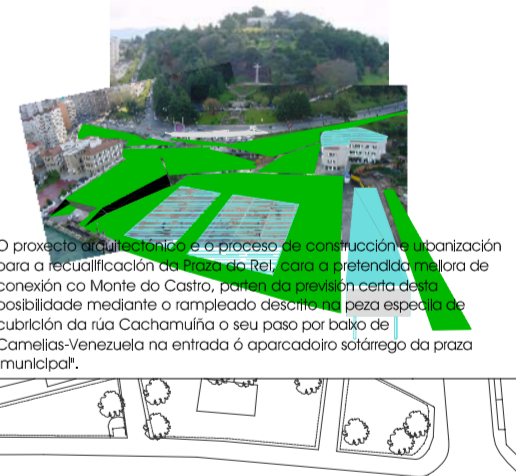 O proxecto arquitectónico e o proceso de construcción e urbanización
para a recualificación da Praza do Rei, cara a pretendida mellora de
conexión co Monte do Castro, parten da previsión certa desta
posibilidade mediante o rampleado descrito na peza especila de
cubrición da rúa Cachamuíña o seu paso por baixo de
Camelias-Venezuela na entrada ó aparcadoiro sotárrego da praza
municipal".